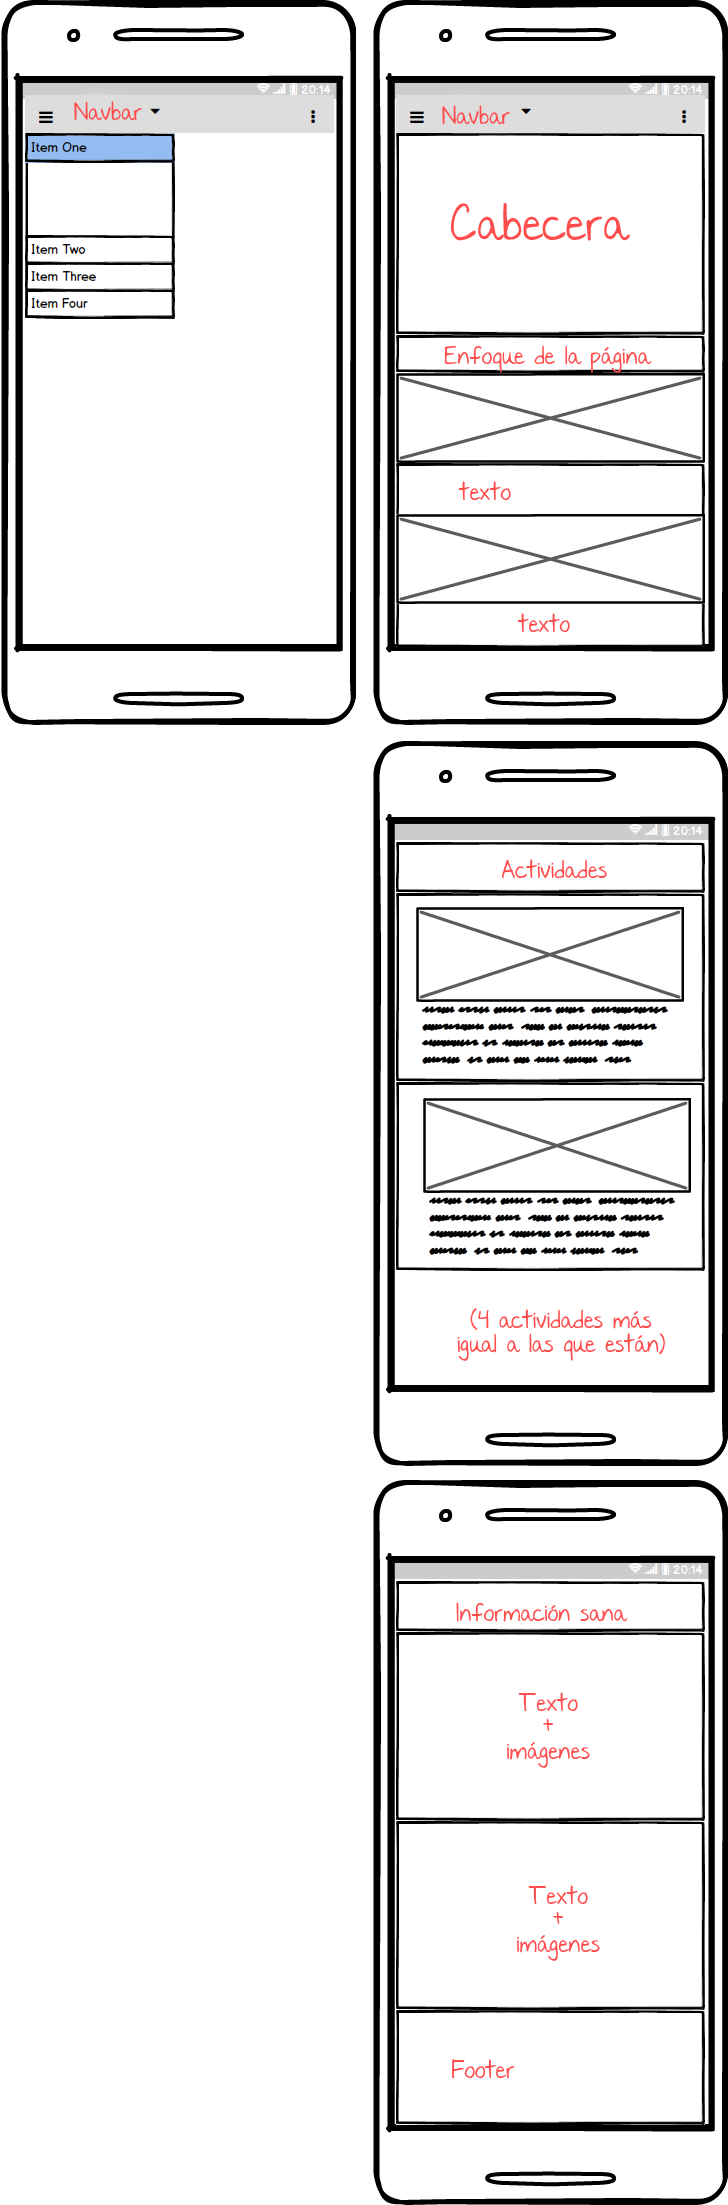 20:14
Navbar
Item One
Item Two
Item Three
Item Four
20:14
Navbar
Cabecera
Enfoque de la página
texto
texto
20:14
Actividades
(4 actividades más
igual a las que están)
20:14
Información sana
Texto
+
imágenes
Texto
+
imágenes
Footer